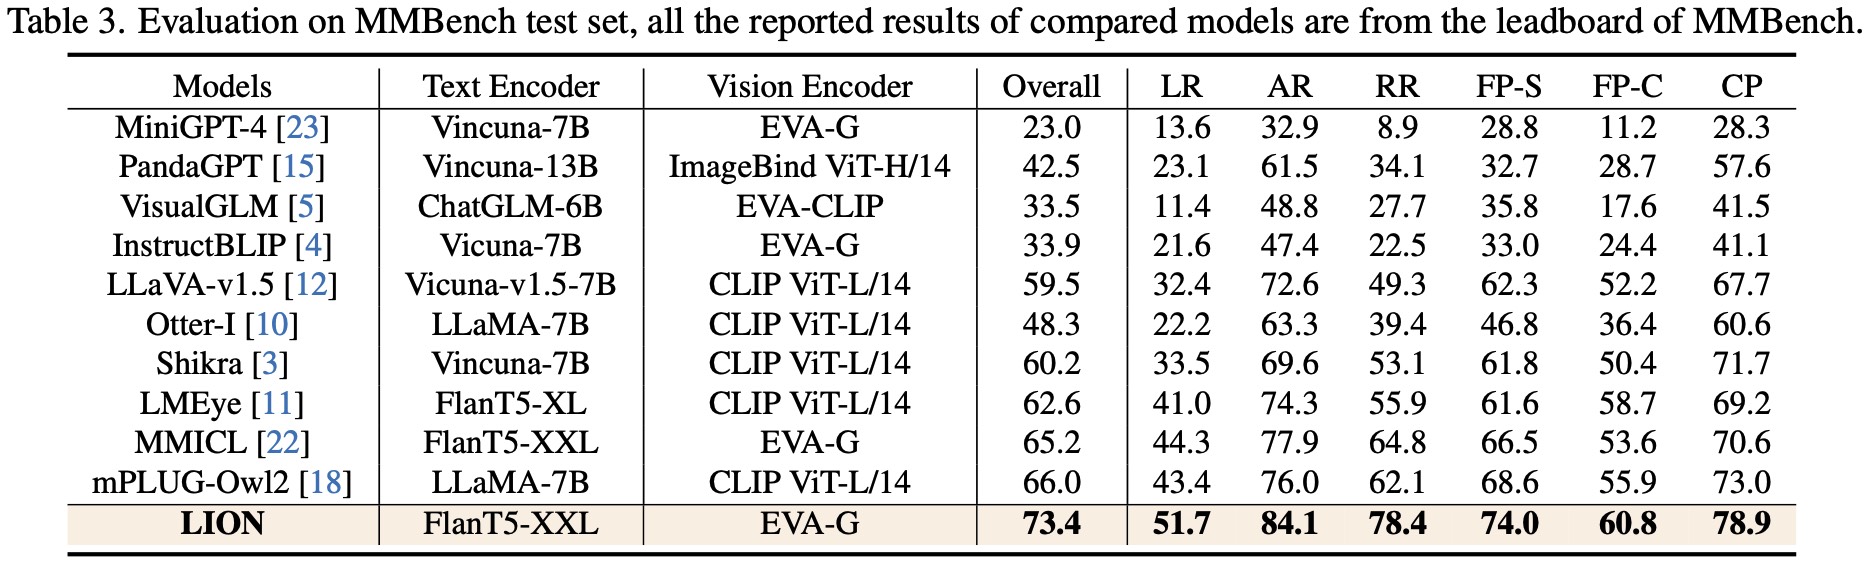 Table 3. Evaluation on MMBench test set, all the reported results of compared models are from the leadboard of MMBench.
Models Text Encoder Vision Encoder Overall LR AR RR FP-S FP-C CP
MiniGPT-4 [23] Vincuna-7B EVA-G 23.0 13.6 32.9 8.9 28.8 11.2 28.3
PandaGPT [15] Vincuna-13B ImageBind ViT-H/14 42.5 23.1 61.5 34.1 32.7 28.7 57.6
VisualGLM [5] ChatGLM-6B EVA-CLIP 33.5 11.4 48.8 27.7 35.8 17.6 41.5
InstructBLIP [4] Vicuna-7B EVA-G 33.9 21.6 47.4 22.5 33.0 24.4 41.1
LLaVA-v1.5 [12] Vicuna-v1.5-7B CLIP ViT-L/14 59.5 32.4 72.6 49.3 62.3 52.2 67.7
Otter-I [10] LLaMA-7B CLIP ViT-L/14 48.3 22.2 63.3 39.4 46.8 36.4 60.6
Shikra [3] Vincuna-7B CLIP ViT-L/14 60.2 33.5 69.6 53.1 61.8 50.4 71.7
LMEye [11] FlanT5-XL CLIP ViT-L/14 62.6 41.0 74.3 55.9 61.6 58.7 69.2
MMICL [22] FlanT5-XXL EVA-G 65.2 44.3 77.9 64.8 66.5 53.6 70.6
mPLUG-Owl2 [18] LLaMA-7B CLIP ViT-L/14 66.0 43.4 76.0 62.1 68.6 55.9 73.0
LION FlanT5-XXL EVA-G 73.4 51.7 84.1 78.4 74.0 60.8 78.9